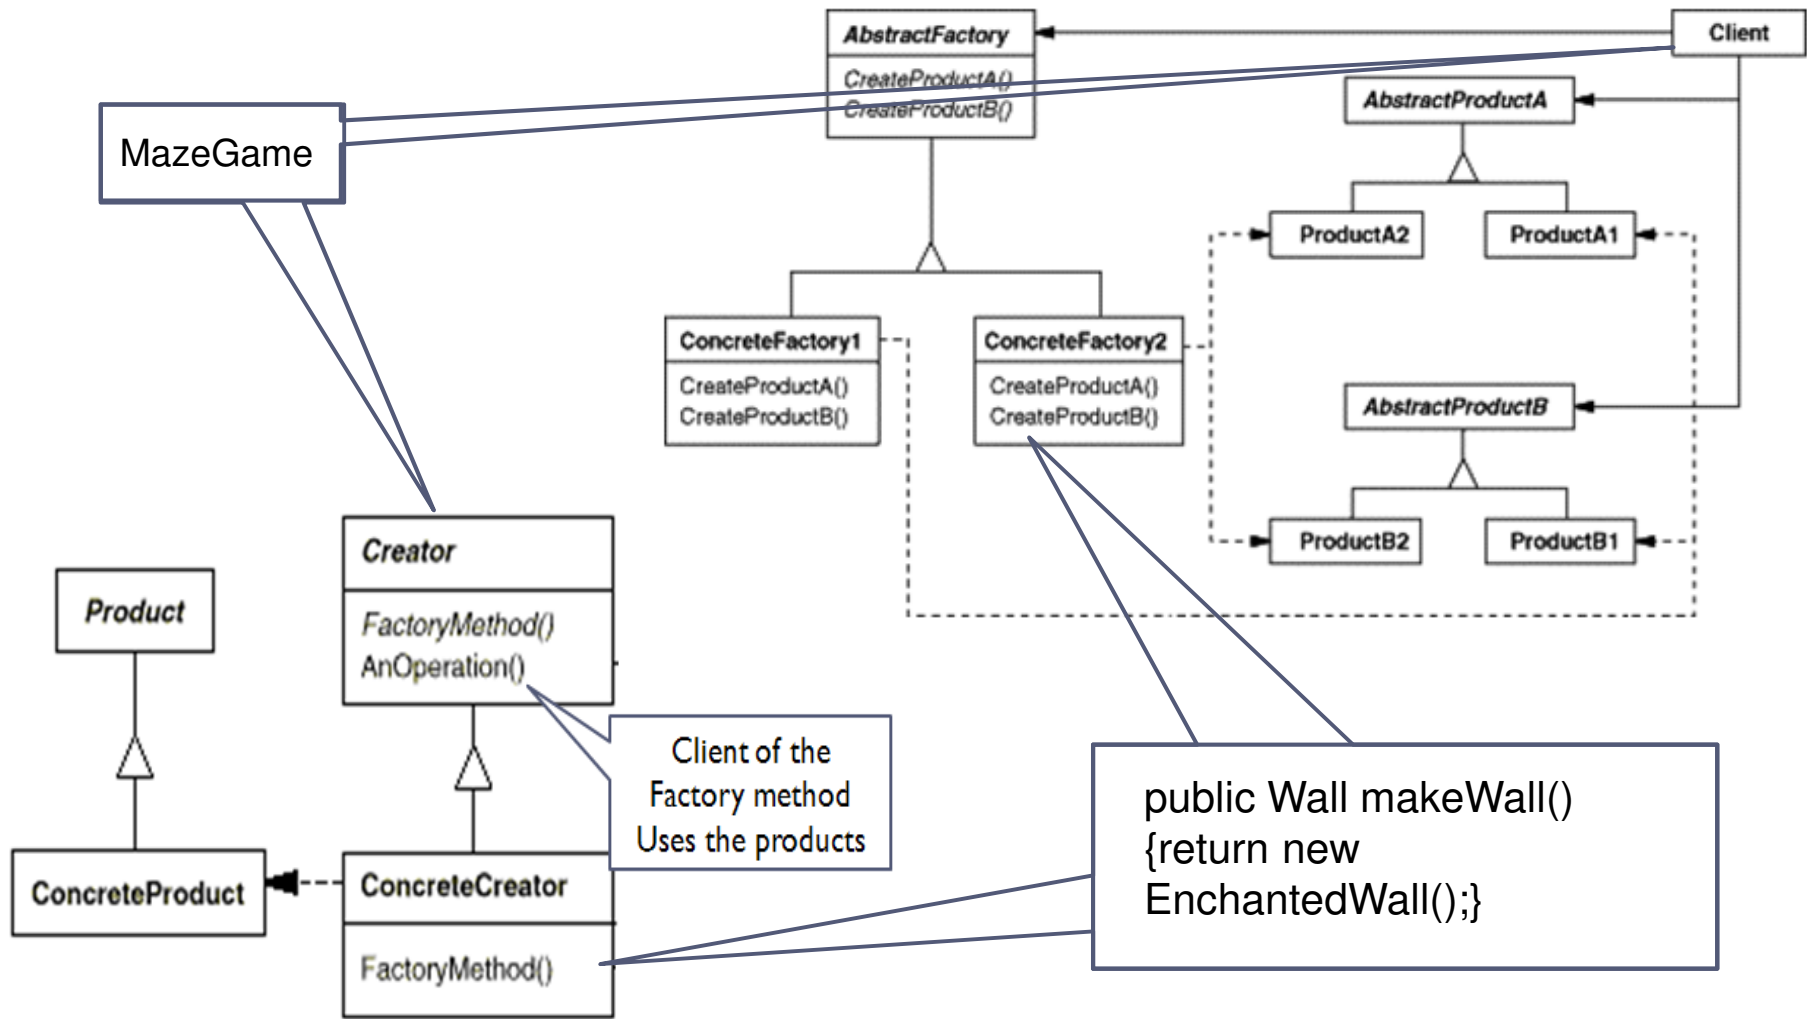 AbstractFactory
CreateProductA()
CreateProductB()
Client
AbstractProductA
MazeGame
ProductA2
ProductA1
ConcreteFactory1
CreateProductA()
CreateProductB()
ConcreteFactory2
CreateProductA()
CreateProductB()
AbstractProductB
ProductB2
ProductB1
Creator
FactoryMethod()
AnOperation()
Product
Client of the
Factory method
Uses the products
public Wall makeWall()
{return new
EnchantedWall();}
ConcreteProduct
ConcreteCreator
FactoryMethod()